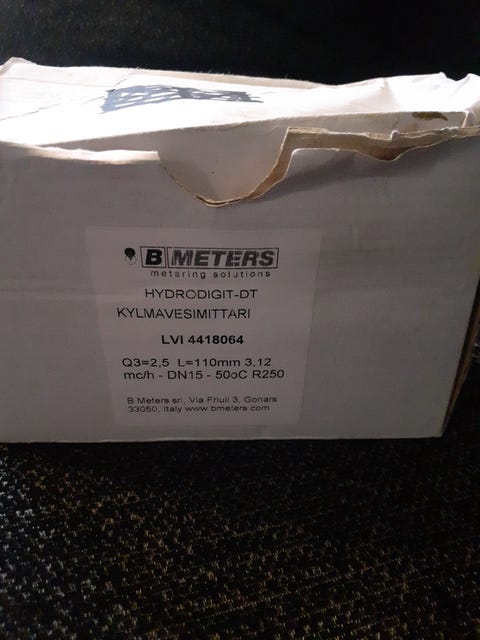 B METERS
metering solutions
HYDRODIGIT-DT
KYLMAVESIMITTARI
LVI 4418064
Q3=2,5 L=110mm 3,12
mc/h - DN15 - 50oC R250
B Meters srl, Via Friuli 3, Gonars
33050, Italy www.bmeters.com